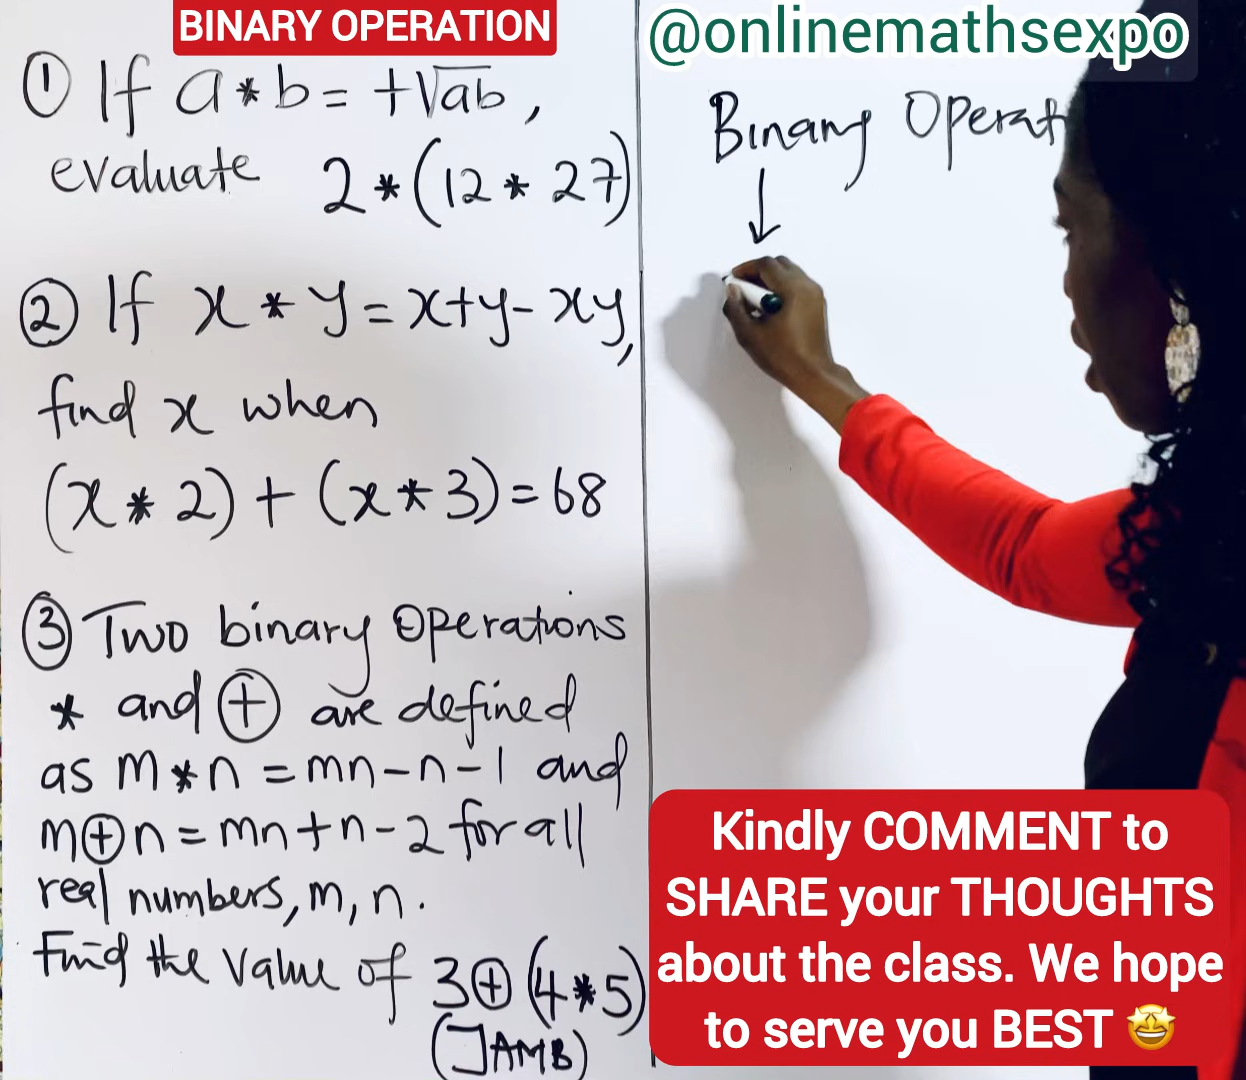 BINARY OPERATION
@onlinemathsexpo
① If a * b = +√ab,
evaluate 2 * (12 * 27)
② If x * y = x+y - xy,
find x when
(x * 2) + (x * 3) = 68
③ Two binary operations
* and ⊕ are defined
as m * n = mn - n - 1 and
m ⊕ n = mn + n - 2 for all
real numbers, m, n.
Find the value of 3 ⊕ (4 * 5)
(JAMB)
Binary Operat
↓
Kindly COMMENT to
SHARE your THOUGHTS
about the class. We hope
to serve you BEST 🤩